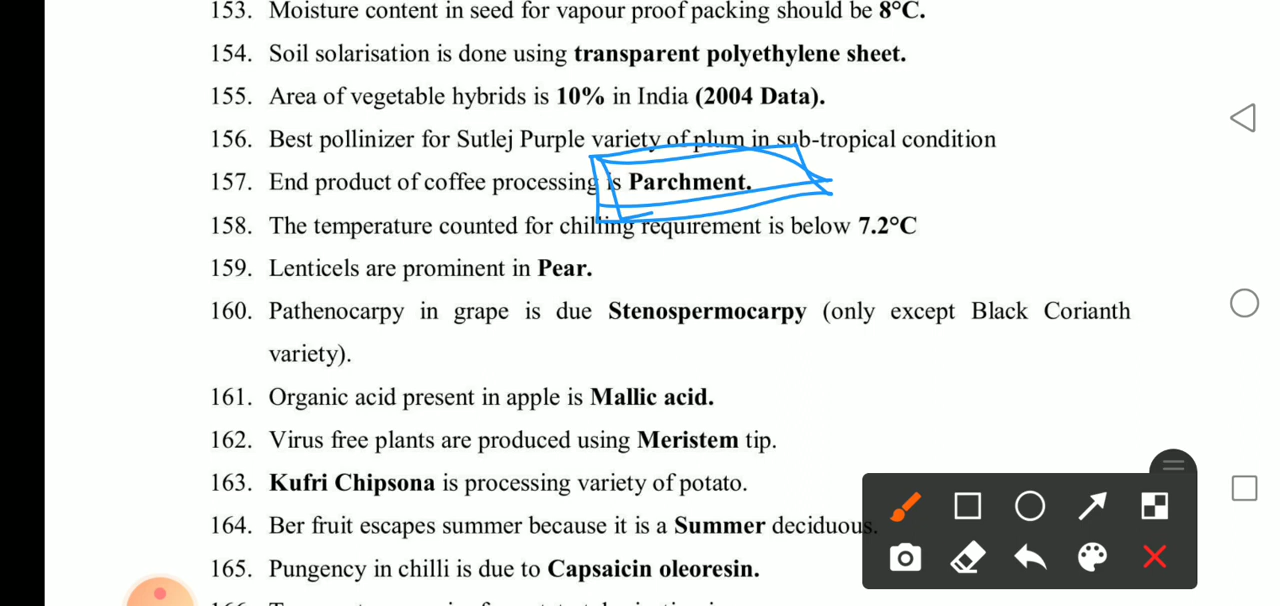 153. Moisture content in seed for vapour proof packing should be 8°C.
154. Soil solarisation is done using transparent polyethylene sheet.
155. Area of vegetable hybrids is 10% in India (2004 Data).
156. Best pollinizer for Sutlej Purple variety of plum in sub-tropical condition
157. End product of coffee processing is Parchment.
158. The temperature counted for chilling requirement is below 7.2°C
159. Lenticels are prominent in Pear.
160. Pathenocarpy in grape is due Stenospermocarpy (only except Black Corianth
variety).
161. Organic acid present in apple is Mallic acid.
162. Virus free plants are produced using Meristem tip.
163. Kufri Chipsona is processing variety of potato.
164. Ber fruit escapes summer because it is a Summer deciduous.
165. Pungency in chilli is due to Capsaicin oleoresin.